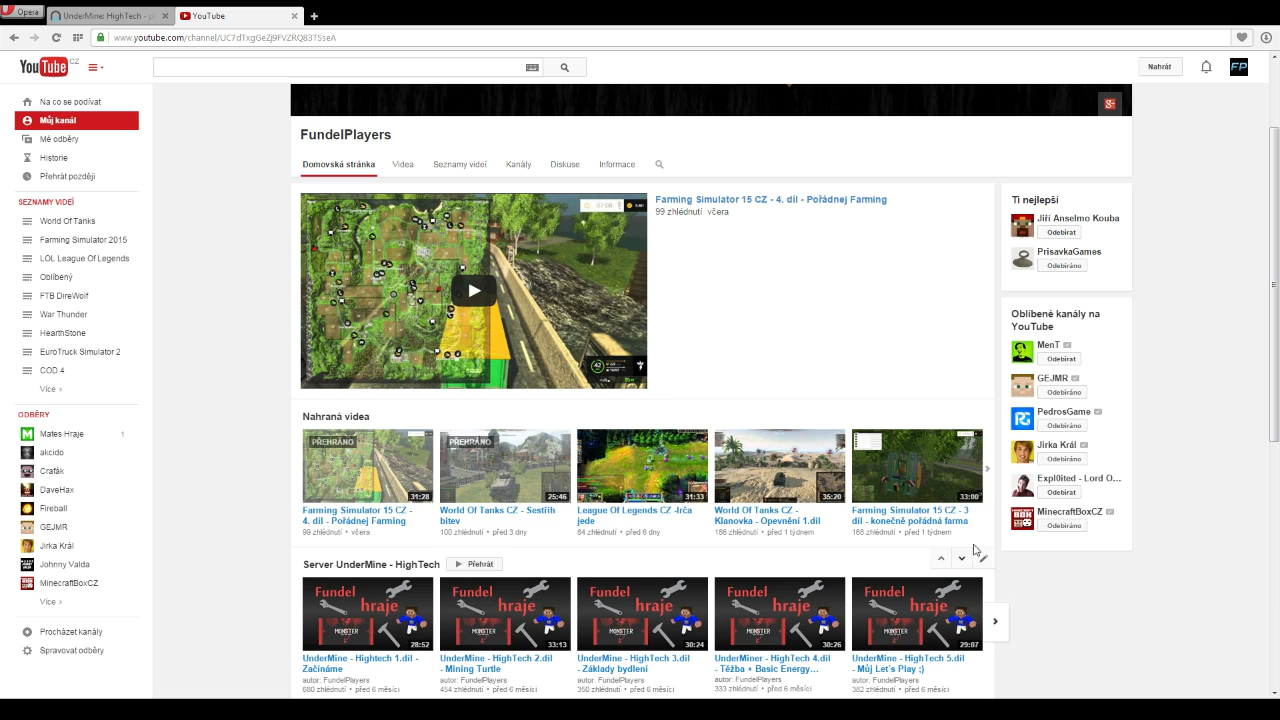 Opera
UnderMine: HighTech - p
YouTube
www.youtube.com/channel/UC7dTxgGeZj9FVZRQ83TSseA
YouTube CZ
Nahrát
FP
Na co se podívat
Můj kanál
Mé odběry
Historie
Přehrát později
SEZNAMY VIDEÍ
World Of Tanks
Farming Simulator 2015
LOL League Of Legends
Oblíbený
FTB DireWolf
War Thunder
HearthStone
EuroTruck Simulator 2
COD 4
Více ›
ODBĚRY
Mates Hraje 1
akcido
Crafák
DaveHax
Fireball
GEJMR
Jirka Král
Johnny Valda
MinecraftBoxCZ
Více ›
Procházet kanály
Spravovat odběry
FundelPlayers
Domovská stránka Videa Seznamy videí Kanály Diskuse Informace
Farming Simulator 15 CZ - 4. díl - Pořádnej Farming
99 zhlédnutí včera
42
Nahraná videa
PŘEHRÁNO
31:28
Farming Simulator 15 CZ -
4. díl - Pořádnej Farming
99 zhlédnutí • včera
PŘEHRÁNO
25:46
World Of Tanks CZ - Sestřih
bitev
100 zhlédnutí • před 3 dny
31:33
League Of Legends CZ -Irča
jede
84 zhlédnutí • před 6 dny
35:20
World Of Tanks CZ -
Klanovka - Opevnění 1.díl
186 zhlédnutí • před 1 týdnem
33:00
Farming Simulator 15 CZ - 3
díl - konečně pořádná farma
168 zhlédnutí • před 1 týdnem
Server UnderMine - HighTech Přehrát
Fundel
hraje
MONSTER
28:52
UnderMine - Hightech 1.díl -
Začínáme
autor: FundelPlayers
680 zhlédnutí • před 6 měsíci
Fundel
hraje
MONSTER
33:13
UnderMine - HighTech 2.díl
- Mining Turtle
autor: FundelPlayers
454 zhlédnutí • před 6 měsíci
Fundel
hraje
MONSTER
30:24
UnderMine - HighTech 3.díl
- Základy bydlení
autor: FundelPlayers
350 zhlédnutí • před 6 měsíci
Fundel
hraje
MONSTER
30:26
UnderMiner - HighTech 4.díl
- Těžba + Basic Energy...
autor: FundelPlayers
333 zhlédnutí • před 6 měsíci
Fundel
hraje
MONSTER
29:07
UnderMine - HighTech 5.díl
- Můj Let´s Play ;)
autor: FundelPlayers
382 zhlédnutí • před 6 měsíci
Ti nejlepší
Jiří Anselmo Kouba
Odebírat
PrisavkaGames
Odebíráno
Oblíbené kanály na
YouTube
MenT
Odebírat
GEJMR
Odebíráno
PedrosGame
Odebíráno
Jirka Král
Odebíráno
Expl0ited - Lord O...
Odebírat
MinecraftBoxCZ
Odebíráno